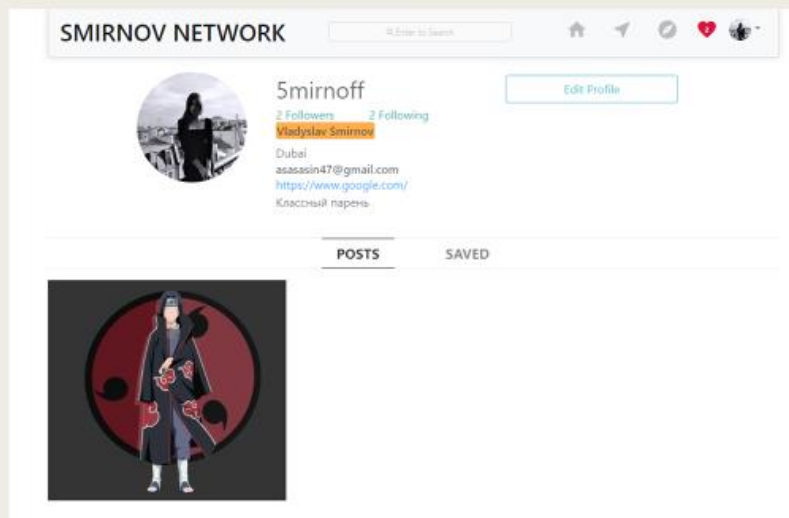 SMIRNOV NETWORK
Enter to Search
2
5mirnoff
Edit Profile
2 Followers 2 Following
Vladyslav Smirnov
Dubai
asasasin47@gmail.com
https://www.google.com/
Классный парень
POSTS SAVED